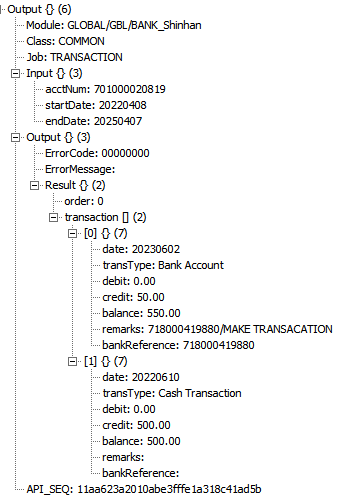 Output {} (6)
Module: GLOBAL/GBL/BANK_Shinhan
Class: COMMON
Job: TRANSACTION
Input {} (3)
acctNum: 701000020819
startDate: 20220408
endDate: 20250407
Output {} (3)
ErrorCode: 00000000
ErrorMessage:
Result {} (2)
order: 0
transaction [] (2)
[0] {} (7)
date: 20230602
transType: Bank Account
debit: 0.00
credit: 50.00
balance: 550.00
remarks: 718000419880/MAKE TRANSACATION
bankReference: 718000419880
[1] {} (7)
date: 20220610
transType: Cash Transaction
debit: 0.00
credit: 500.00
balance: 500.00
remarks:
bankReference:
API_SEQ: 11aa623a2010abe3fffe1a318c41ad5b